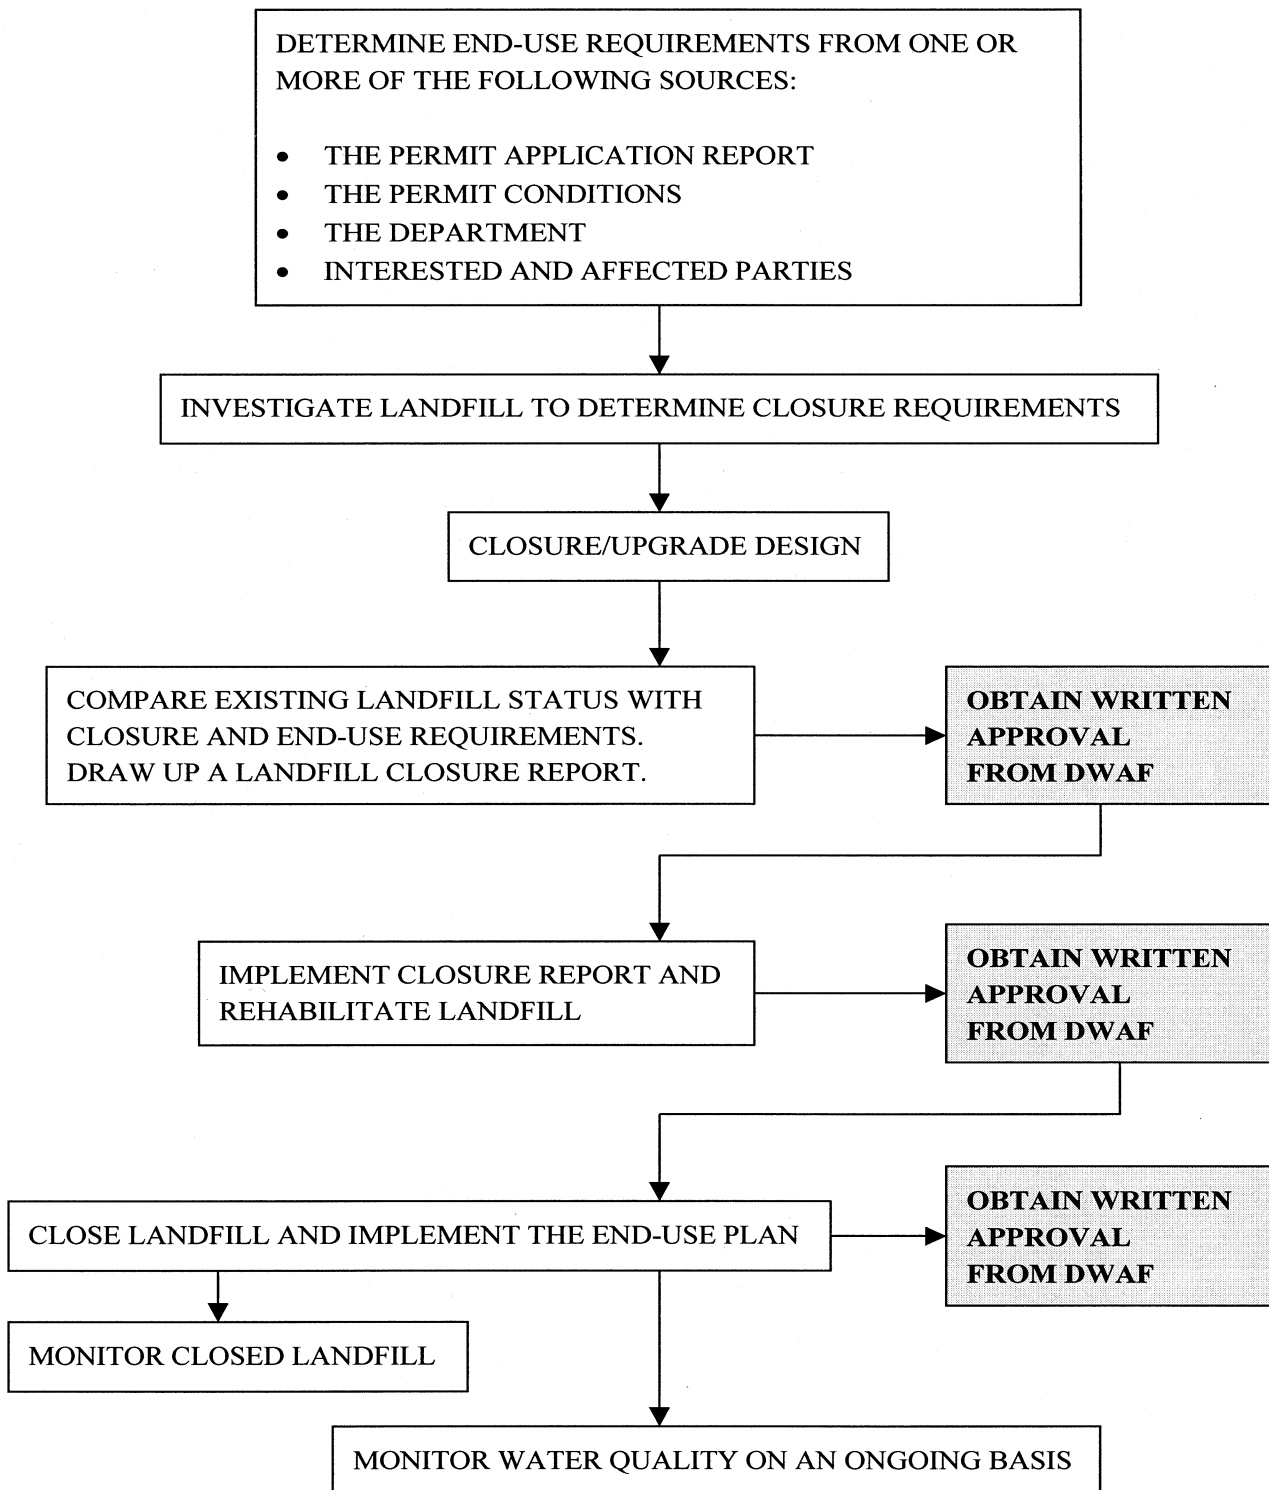 DETERMINE END-USE REQUIREMENTS FROM ONE OR
MORE OF THE FOLLOWING SOURCES:
• THE PERMIT APPLICATION REPORT
• THE PERMIT CONDITIONS
• THE DEPARTMENT
• INTERESTED AND AFFECTED PARTIES
INVESTIGATE LANDFILL TO DETERMINE CLOSURE REQUIREMENTS
CLOSURE/UPGRADE DESIGN
COMPARE EXISTING LANDFILL STATUS WITH
CLOSURE AND END-USE REQUIREMENTS.
DRAW UP A LANDFILL CLOSURE REPORT.
OBTAIN WRITTEN
APPROVAL
FROM DWAF
IMPLEMENT CLOSURE REPORT AND
REHABILITATE LANDFILL
OBTAIN WRITTEN
APPROVAL
FROM DWAF
CLOSE LANDFILL AND IMPLEMENT THE END-USE PLAN
OBTAIN WRITTEN
APPROVAL
FROM DWAF
MONITOR CLOSED LANDFILL
MONITOR WATER QUALITY ON AN ONGOING BASIS